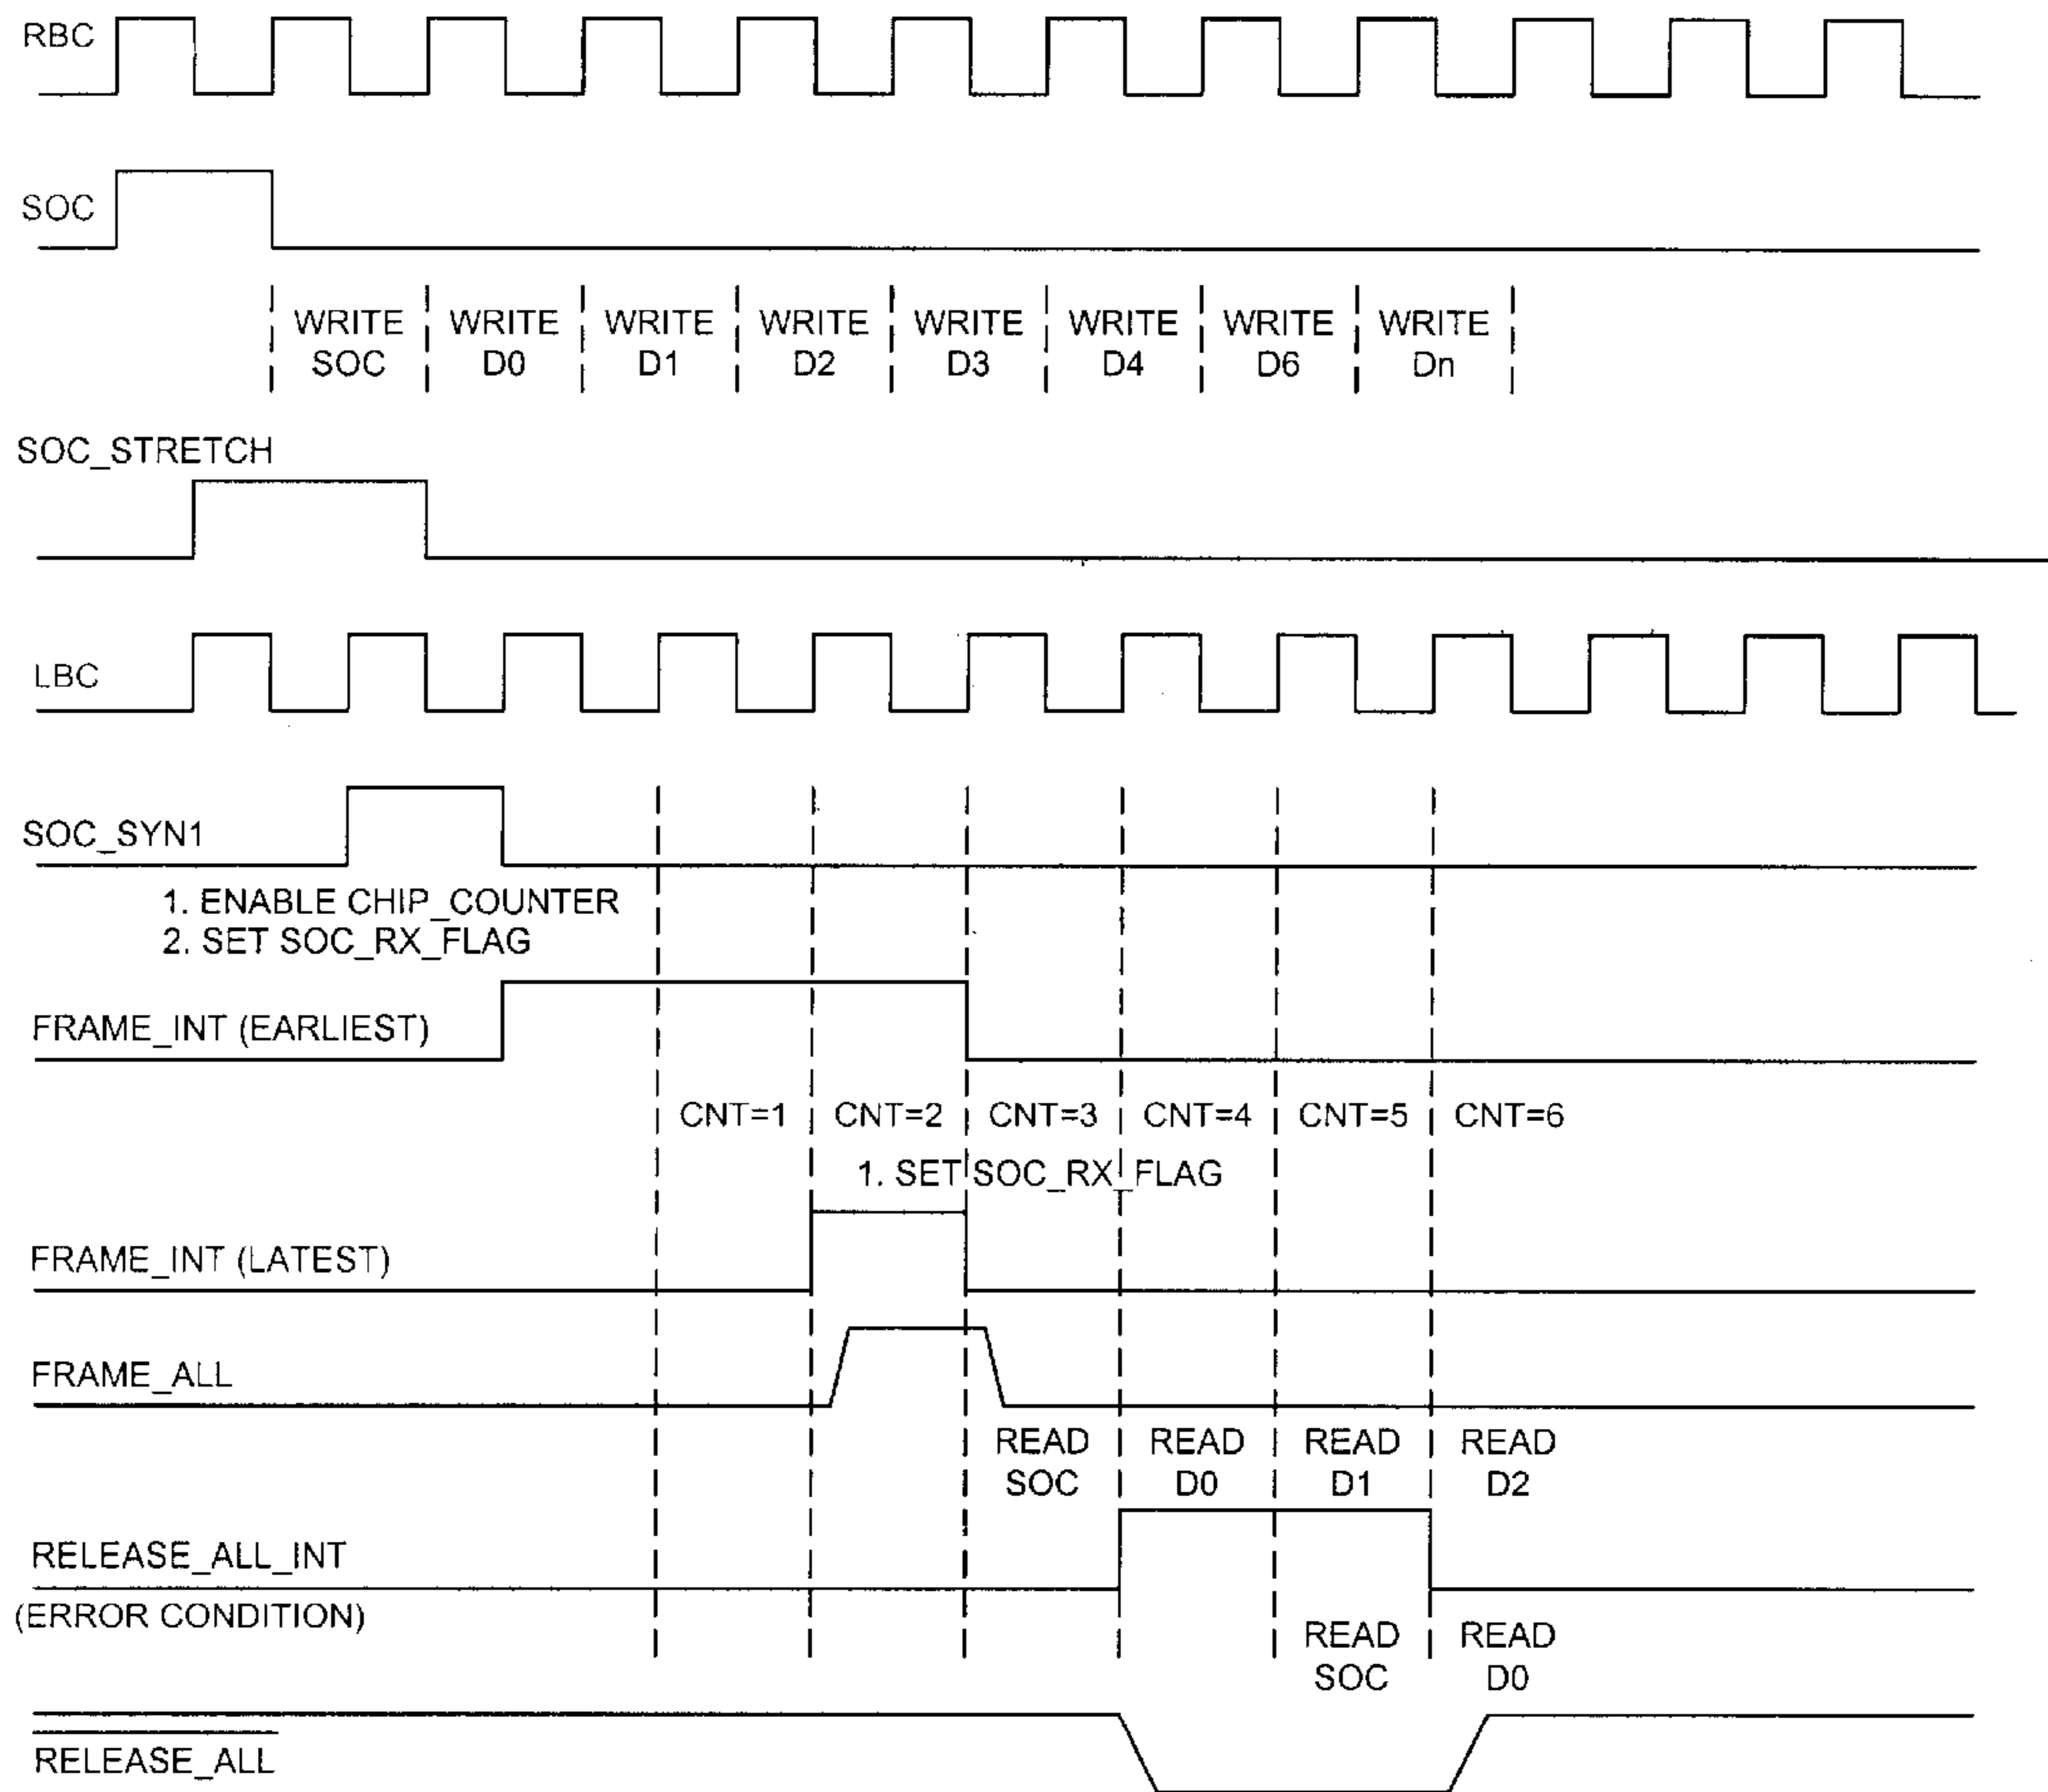 RBC
SOC
WRITE WRITE WRITE WRITE WRITE WRITE WRITE WRITE
SOC D0 D1 D2 D3 D4 D6 Dn
SOC_STRETCH
LBC
SOC_SYN1
1. ENABLE CHIP_COUNTER
2. SET SOC_RX_FLAG
FRAME_INT (EARLIEST)
CNT=1 CNT=2 CNT=3 CNT=4 CNT=5 CNT=6
1. SET SOC_RX_FLAG
FRAME_INT (LATEST)
FRAME_ALL
READ READ READ READ
SOC D0 D1 D2
RELEASE_ALL_INT
(ERROR CONDITION)
READ READ
SOC D0
RELEASE_ALL